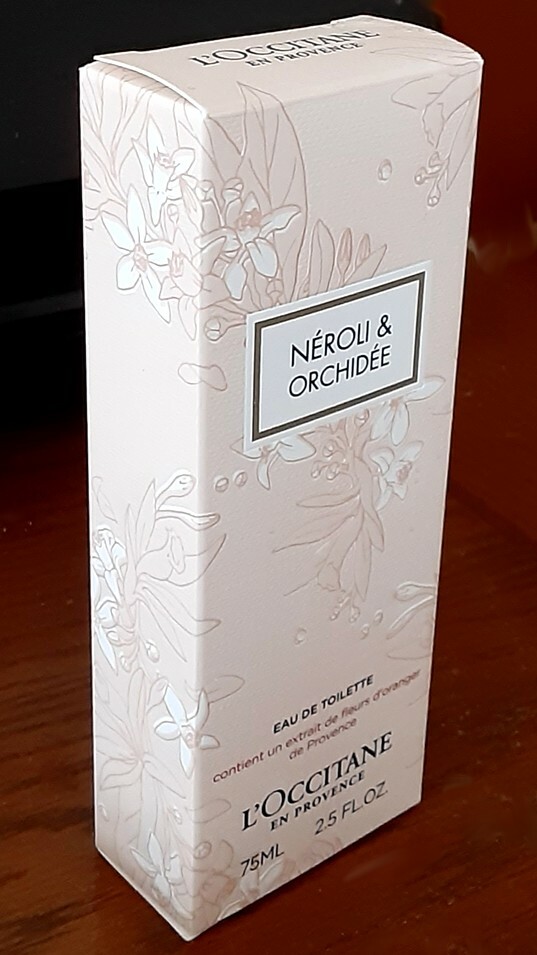 L'OCCITANE
EN PROVENCE
NÉROLI &
ORCHIDÉE
EAU DE TOILETTE
contient un extrait de fleurs d'oranger
de Provence
L'OCCITANE
EN PROVENCE
75ML 2.5 FL.OZ.